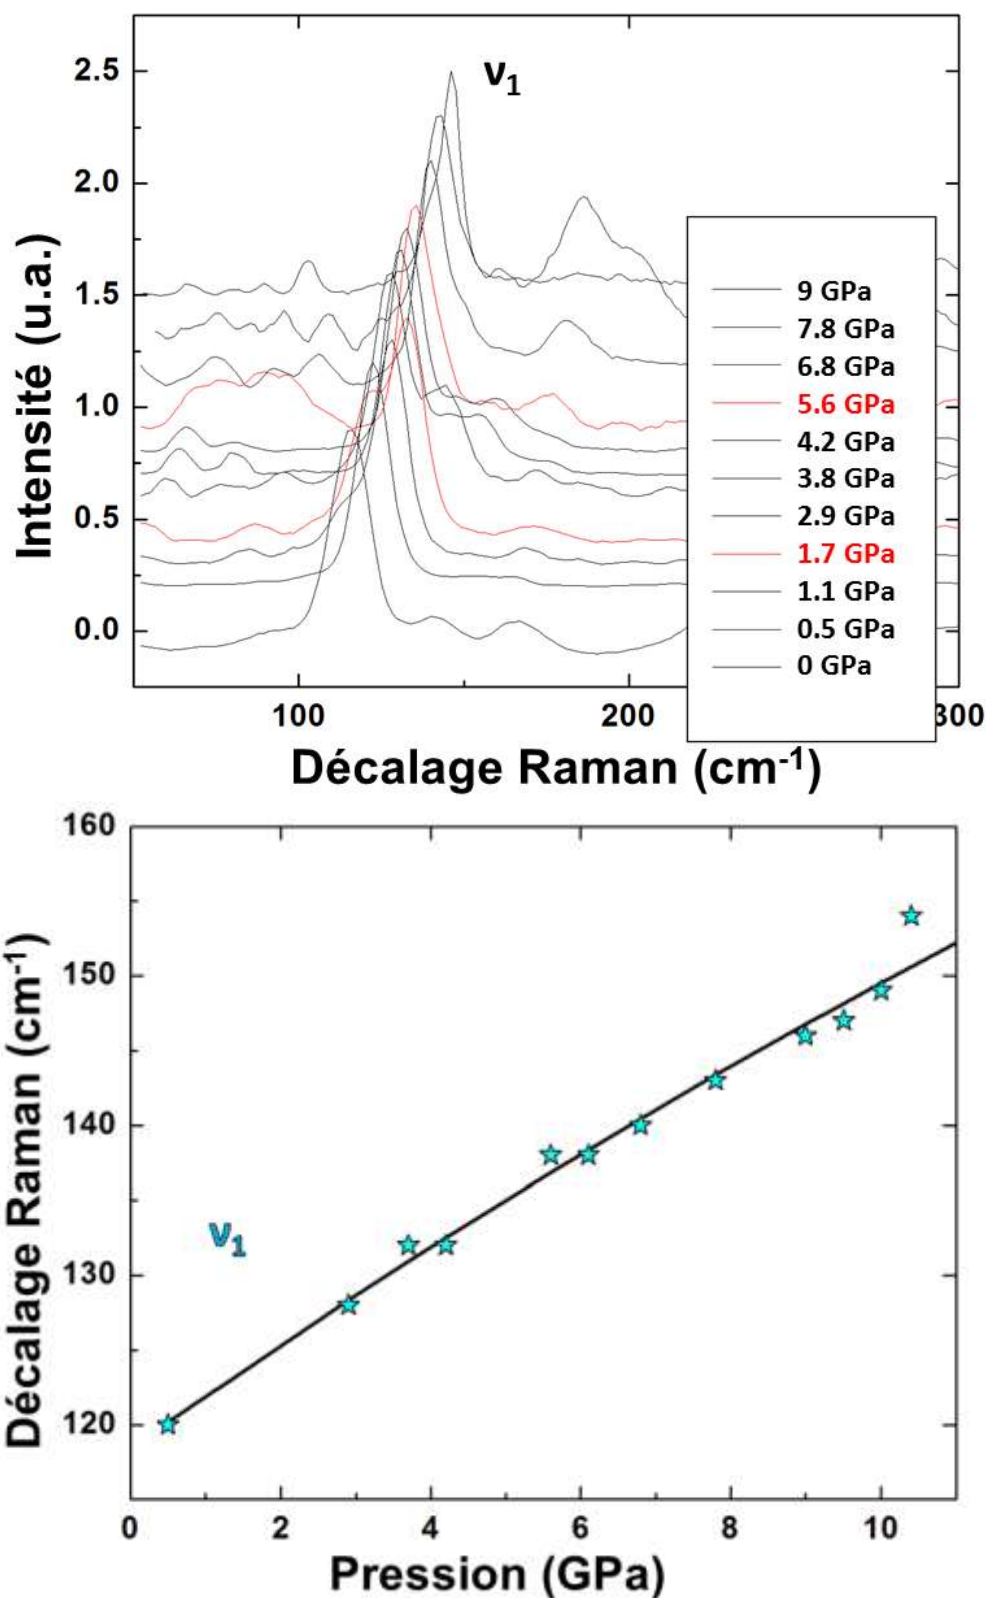 ν1
2.5
2.0
1.5
1.0
0.5
0.0
Intensité (u.a.)
9 GPa
7.8 GPa
6.8 GPa
5.6 GPa
4.2 GPa
3.8 GPa
2.9 GPa
1.7 GPa
1.1 GPa
0.5 GPa
0 GPa
100 200 300
Décalage Raman (cm-1)
160
150
140
130
120
Décalage Raman (cm-1)
ν1
0 2 4 6 8 10
Pression (GPa)